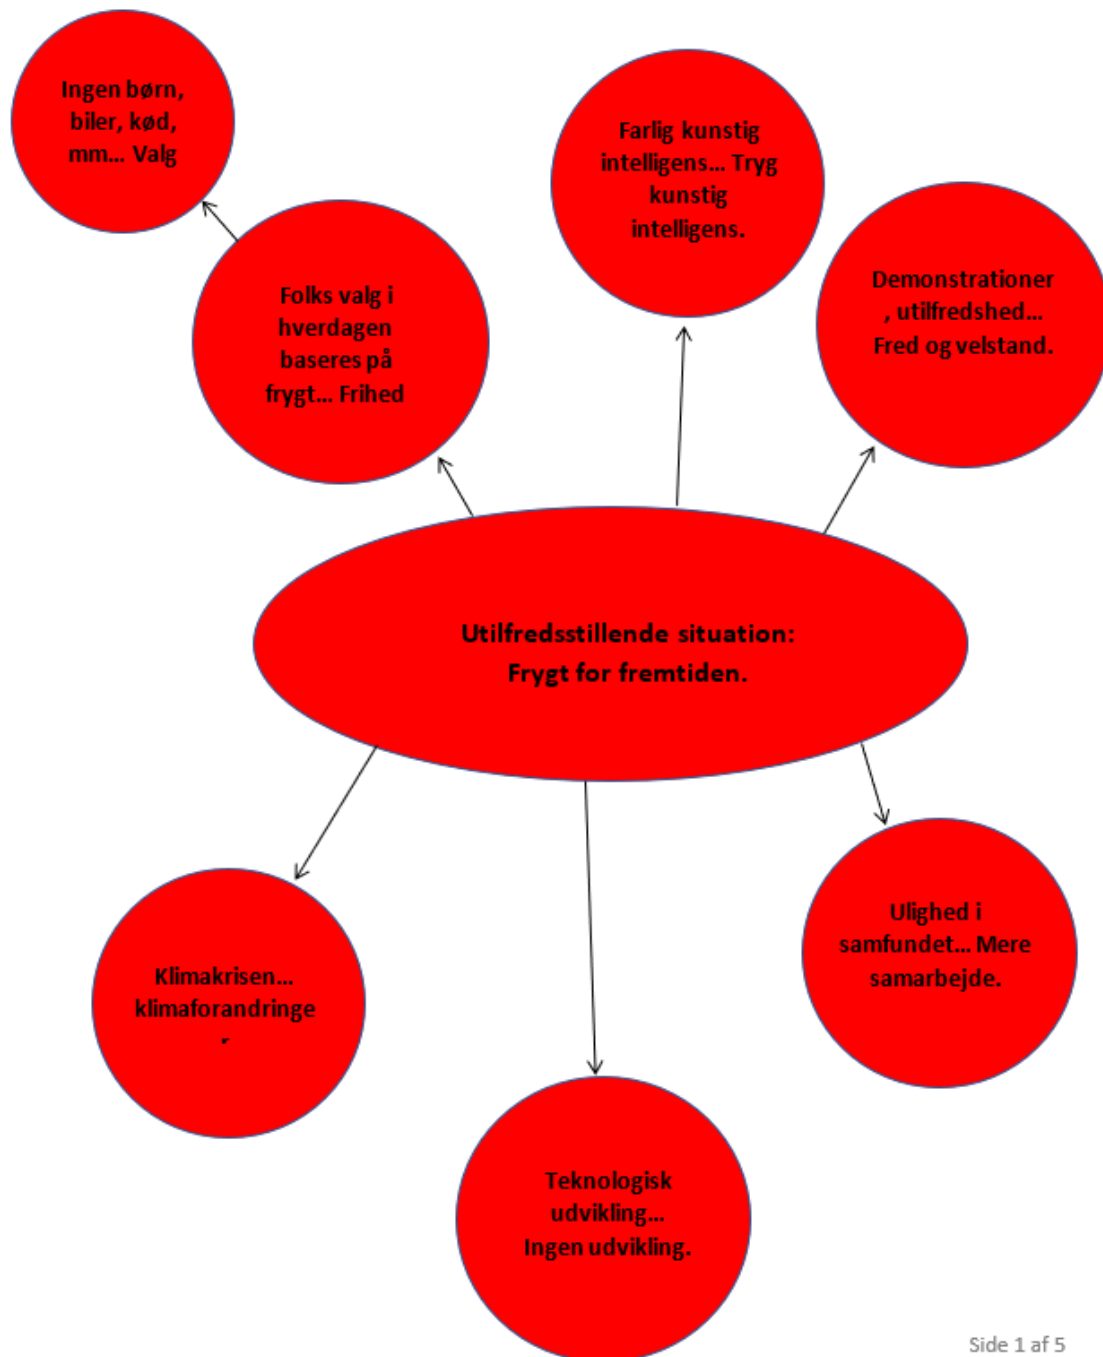 Ingen børn,
biler, kød,
mm... Valg
Farlig kunstig
intelligens... Tryg
kunstig
intelligens.
Demonstrationer
, utilfredshed...
Fred og velstand.
Folks valg i
hverdagen
baseres på
frygt... Frihed
Utilfredsstillende situation:
Frygt for fremtiden.
Klimakrisen...
klimaforandringe
r
Ulighed i
samfundet... Mere
samarbejde.
Teknologisk
udvikling...
Ingen udvikling.
Side 1 af 5